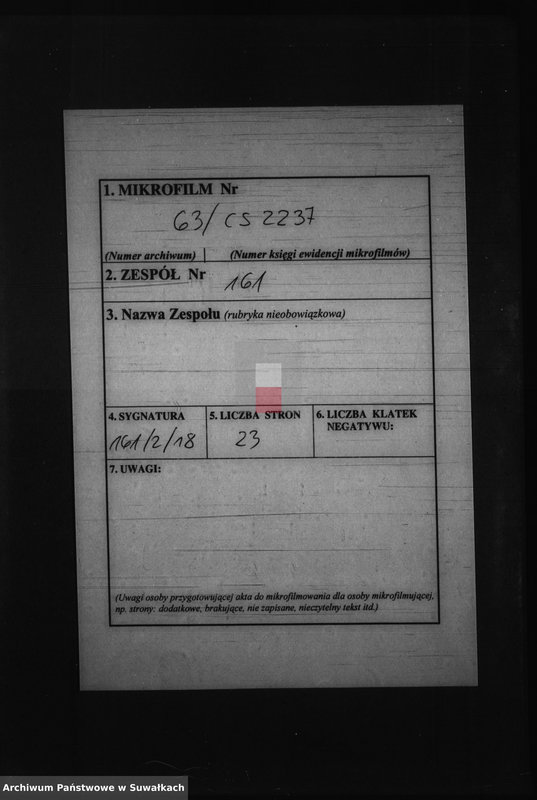 1. MIKROFILM Nr
63/CS 2237
(Numer archiwum) (Numer księgi ewidencji mikrofilmów)
2. ZESPÓŁ Nr 161
3. Nazwa Zespołu (rubryka nieobowiązkowa)
4. SYGNATURA
161/2/18
5. LICZBA STRON
23
6. LICZBA KLATEK
NEGATYWU:
7. UWAGI:
(Uwagi osoby przygotowującej akta do mikrofilmowania dla osoby mikrofilmującej,
np. strony: dodatkowe, brakujące, nie zapisane, nieczytelny tekst itd.)
Archiwum Państwowe w Suwałkach